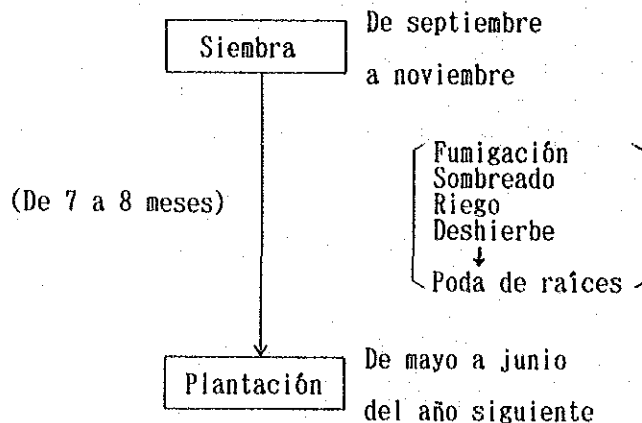 Siembra
De septiembre
a noviembre
(De 7 a 8 meses)
Fumigación
Sombreado
Riego
Deshierbe
Poda de raíces
Plantación
De mayo a junio
del año siguiente